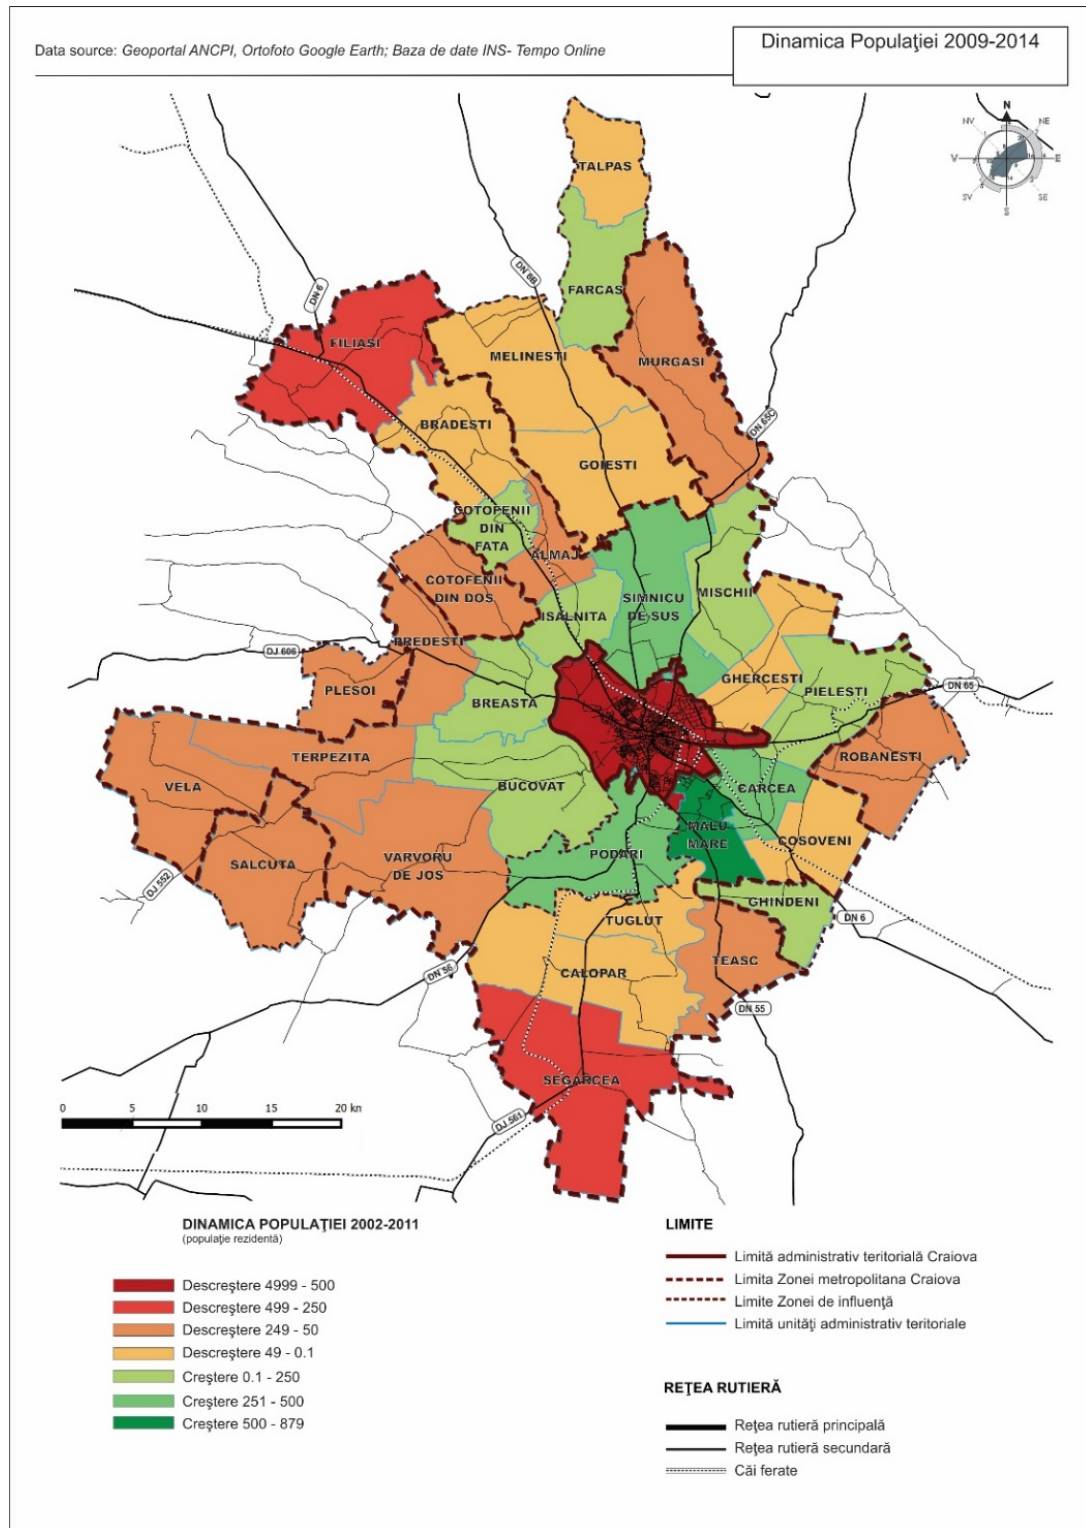 Data source: Geoportal ANCPI, Ortofoto Google Earth; Baza de date INS- Tempo Online
Dinamica Populaţiei 2009-2014
N
NV
NE
V
E
SV
SE
S
TALPAS
FARCAS
DN 6B
DN 6
FILIASI
MELINESTI
MURGASI
BRADESTI
DN 65C
GOIESTI
COTOFENII
DIN
FATA
ALMAJ
COTOFENII
DIN DOS
SIMNICU
DE SUS
MISCHII
ISALNITA
PREDESTI
DJ 606
GHERCESTI
PLESOI
PIELESTI
DN 65
BREASTA
TERPEZITA
ROBANESTI
VELA
BUCOVAT
CARCEA
MALU
MARE
COSOVENI
SALCUTA
VARVORU
DE JOS
PODARI
DJ 552
GHINDENI
TUGLUT
DN 6
TEASC
DN 56
CALOPAR
DN 55
SEGARCEA
DJ 561
0 5 10 15 20 kn
DINAMICA POPULAŢIEI 2002-2011
(populaţie rezidentă)
Descreştere 4999 - 500
Descreştere 499 - 250
Descreştere 249 - 50
Descreştere 49 - 0.1
Creştere 0.1 - 250
Creştere 251 - 500
Creştere 500 - 879
LIMITE
Limită administrativ teritorială Craiova
Limita Zonei metropolitana Craiova
Limite Zonei de influenţă
Limită unităţi administrativ teritoriale
REŢEA RUTIERĂ
Reţea rutieră principală
Reţea rutieră secundară
Căi ferate